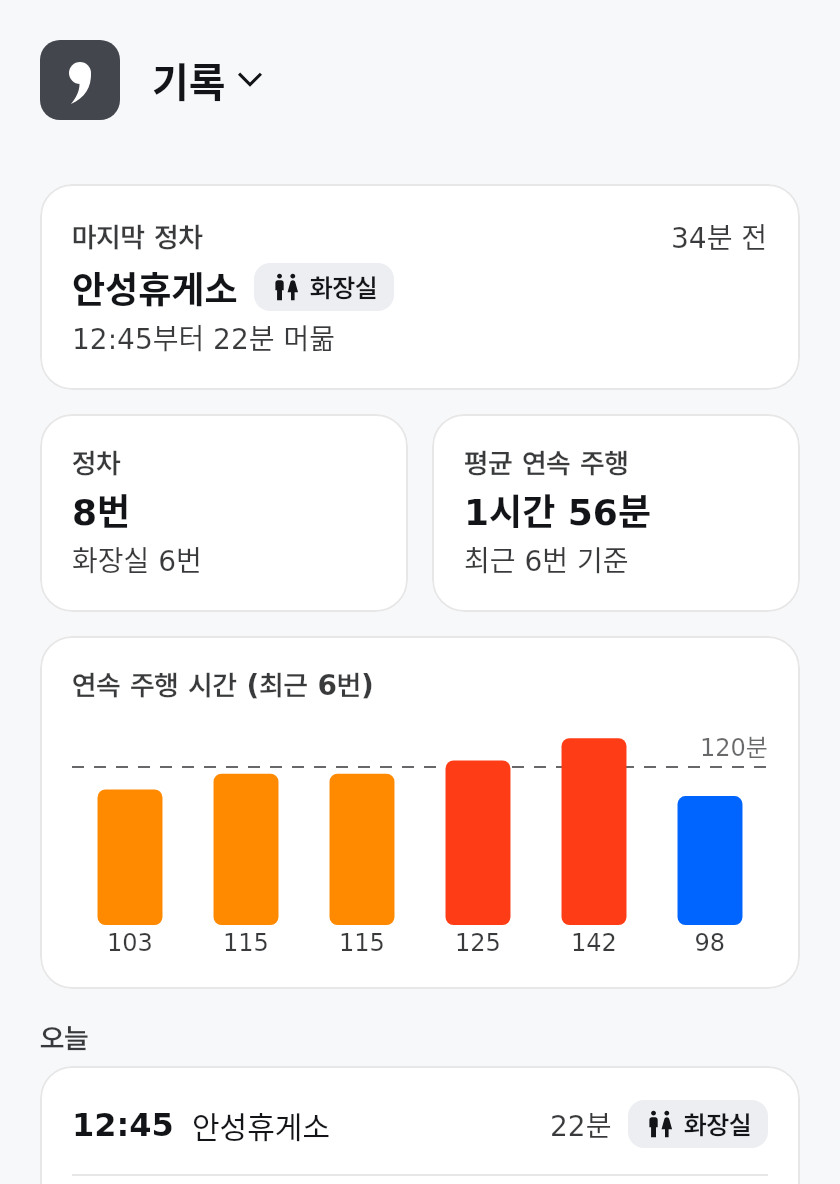 기록
마지막 정차 34분 전
안성휴게소 화장실
12:45부터 22분 머묾
정차
8번
화장실 6번
평균 연속 주행
1시간 56분
최근 6번 기준
연속 주행 시간 (최근 6번)
120분
103 115 115 125 142 98
오늘
12:45 안성휴게소 22분 화장실